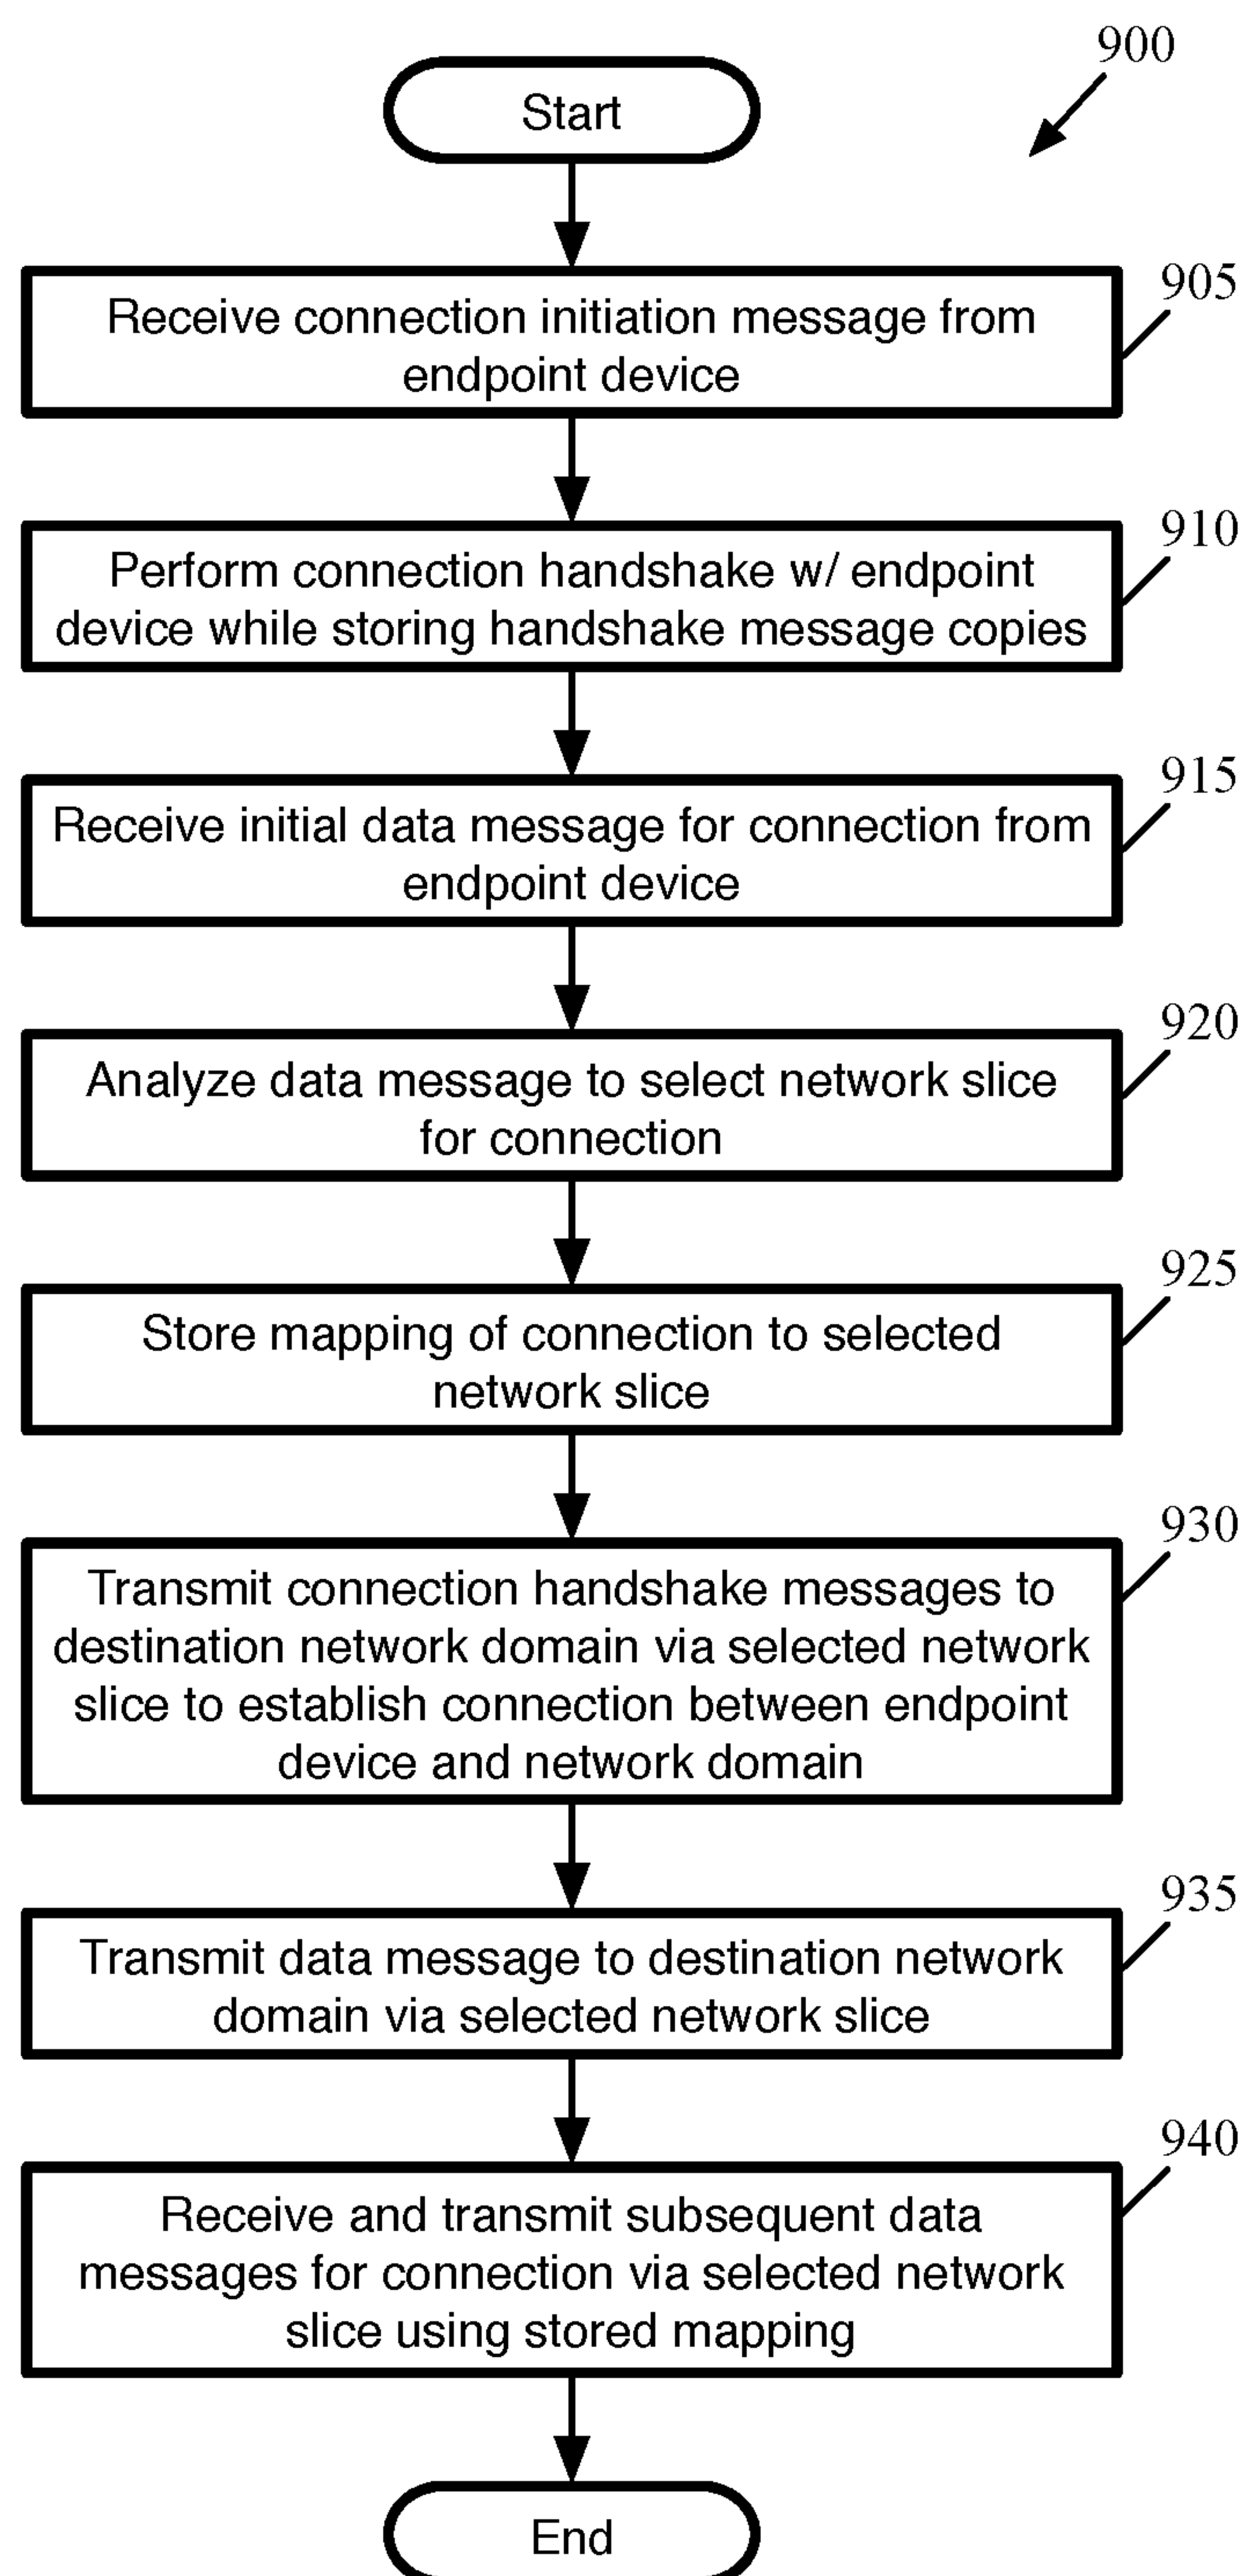 900
Start
905
Receive connection initiation message from
endpoint device
910
Perform connection handshake w/ endpoint
device while storing handshake message copies
915
Receive initial data message for connection from
endpoint device
920
Analyze data message to select network slice
for connection
925
Store mapping of connection to selected
network slice
930
Transmit connection handshake messages to
destination network domain via selected network
slice to establish connection between endpoint
device and network domain
935
Transmit data message to destination network
domain via selected network slice
940
Receive and transmit subsequent data
messages for connection via selected network
slice using stored mapping
End